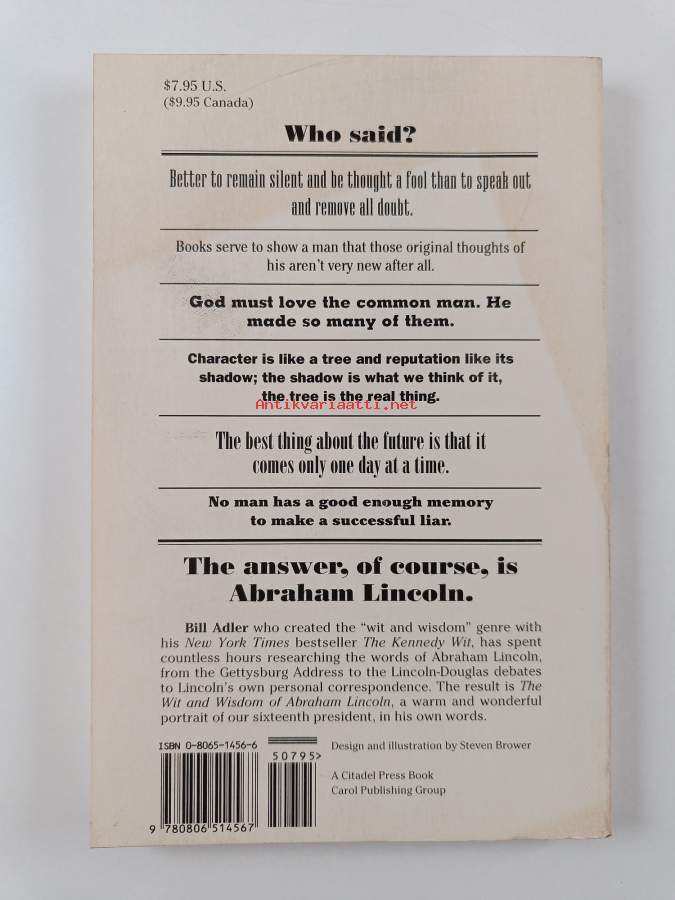 $7.95 U.S.
($9.95 Canada)
Who said?
Better to remain silent and be thought a fool than to speak out
and remove all doubt.
Books serve to show a man that those original thoughts of
his aren't very new after all.
God must love the common man. He
made so many of them.
Character is like a tree and reputation like its
shadow; the shadow is what we think of it,
the tree is the real thing.
Antikvariaatti.net
The best thing about the future is that it
comes only one day at a time.
No man has a good enough memory
to make a successful liar.
The answer, of course, is
Abraham Lincoln.
Bill Adler who created the "wit and wisdom" genre with
his New York Times bestseller The Kennedy Wit, has spent
countless hours researching the words of Abraham Lincoln,
from the Gettysburg Address to the Lincoln-Douglas debates
to Lincoln's own personal correspondence. The result is The
Wit and Wisdom of Abraham Lincoln, a warm and wonderful
portrait of our sixteenth president, in his own words.
ISBN 0-8065-1456-6
50795>
9 780806 514567
Design and illustration by Steven Brower
A Citadel Press Book
Carol Publishing Group